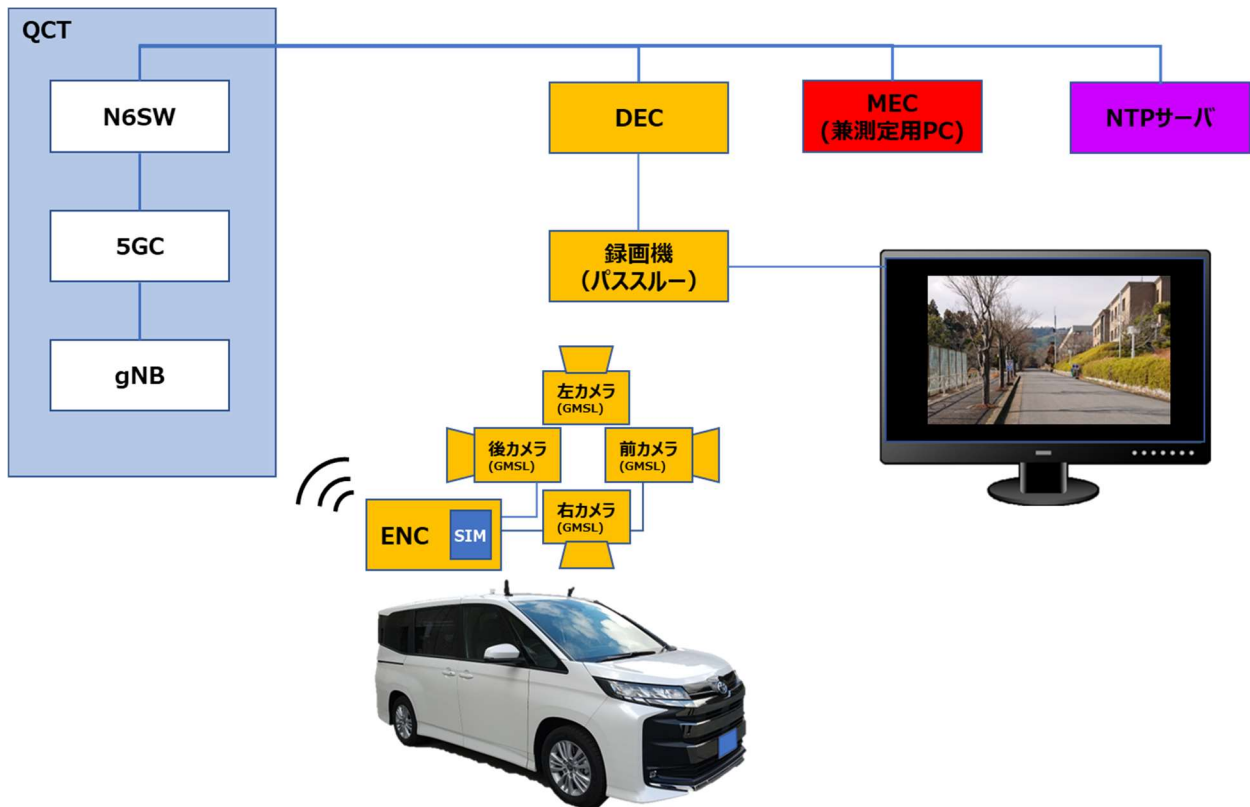 QCT
N6SW
5GC
gNB
DEC
MEC
(兼測定用PC)
NTPサーバ
録画機
(パススルー)
左カメラ
(GMSL)
後カメラ
(GMSL)
前カメラ
(GMSL)
右カメラ
(GMSL)
ENC
SIM